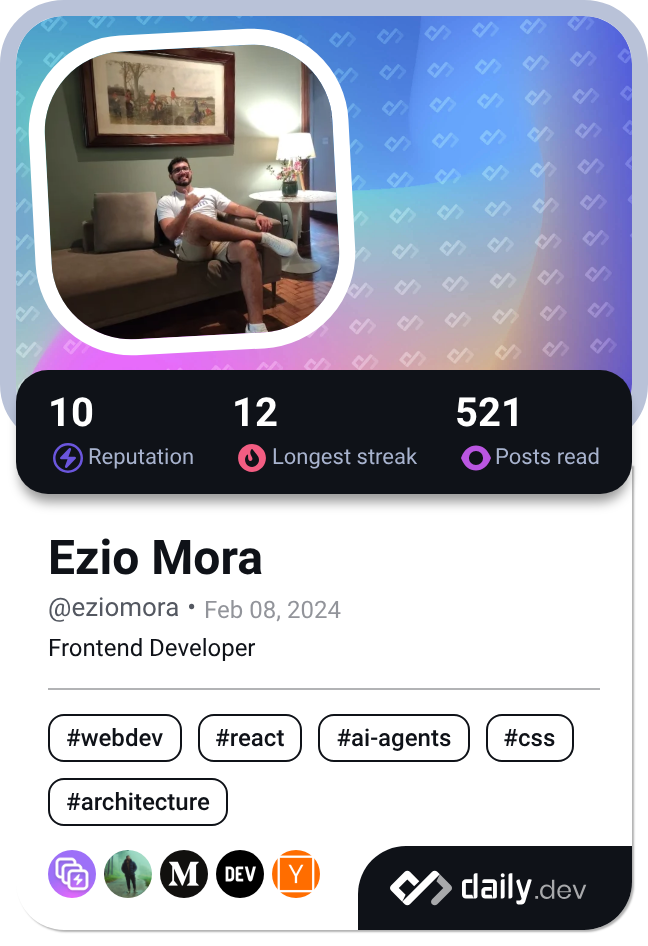 10 12 521
Reputation Longest streak Posts read
Ezio Mora
@eziomora • Feb 08, 2024
Frontend Developer
#webdev #react #ai-agents #css
#architecture
M DEV Y
daily.dev